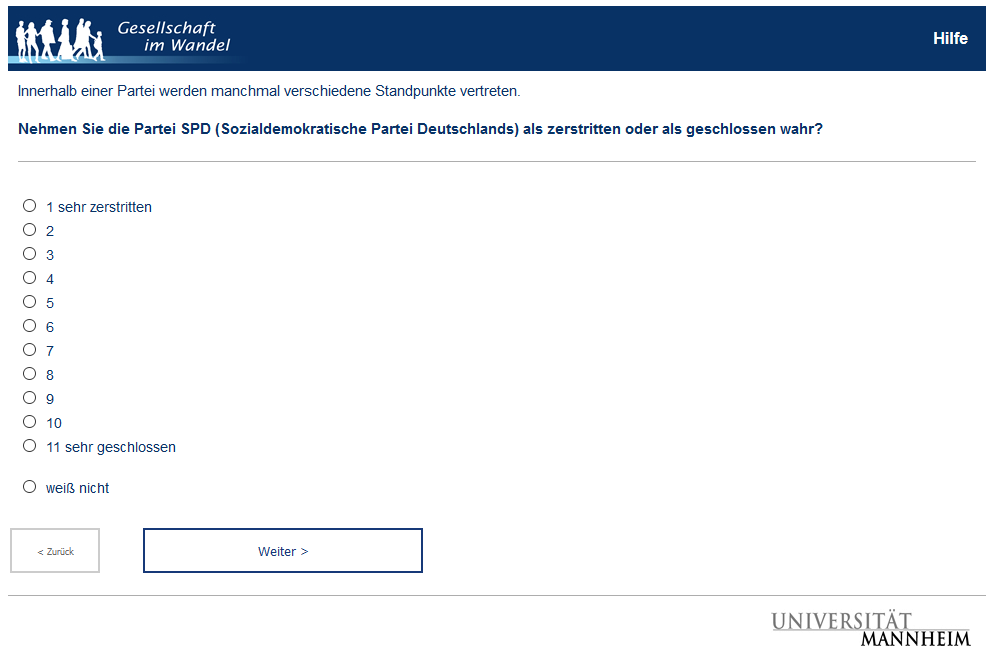 Gesellschaft
im Wandel
Hilfe
Innerhalb einer Partei werden manchmal verschiedene Standpunkte vertreten.
Nehmen Sie die Partei SPD (Sozialdemokratische Partei Deutschlands) als zerstritten oder als geschlossen wahr?
1 sehr zerstritten
2
3
4
5
6
7
8
9
10
11 sehr geschlossen
weiß nicht
< Zurück
Weiter >
UNIVERSITÄT
MANNHEIM